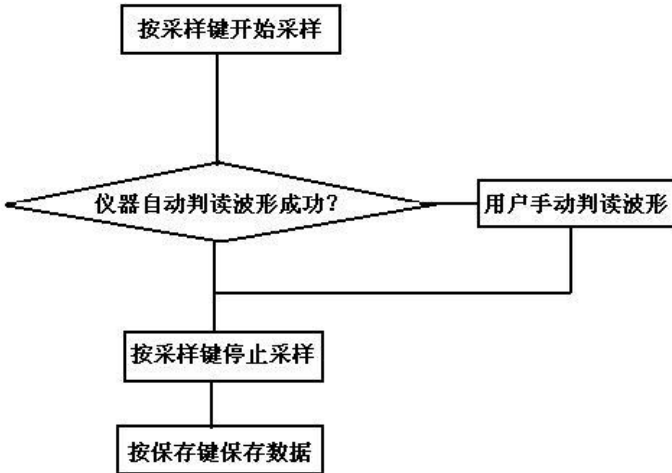 按采样键开始采样
仪器自动判读波形成功？
用户手动判读波形
按采样键停止采样
按保存键保存数据